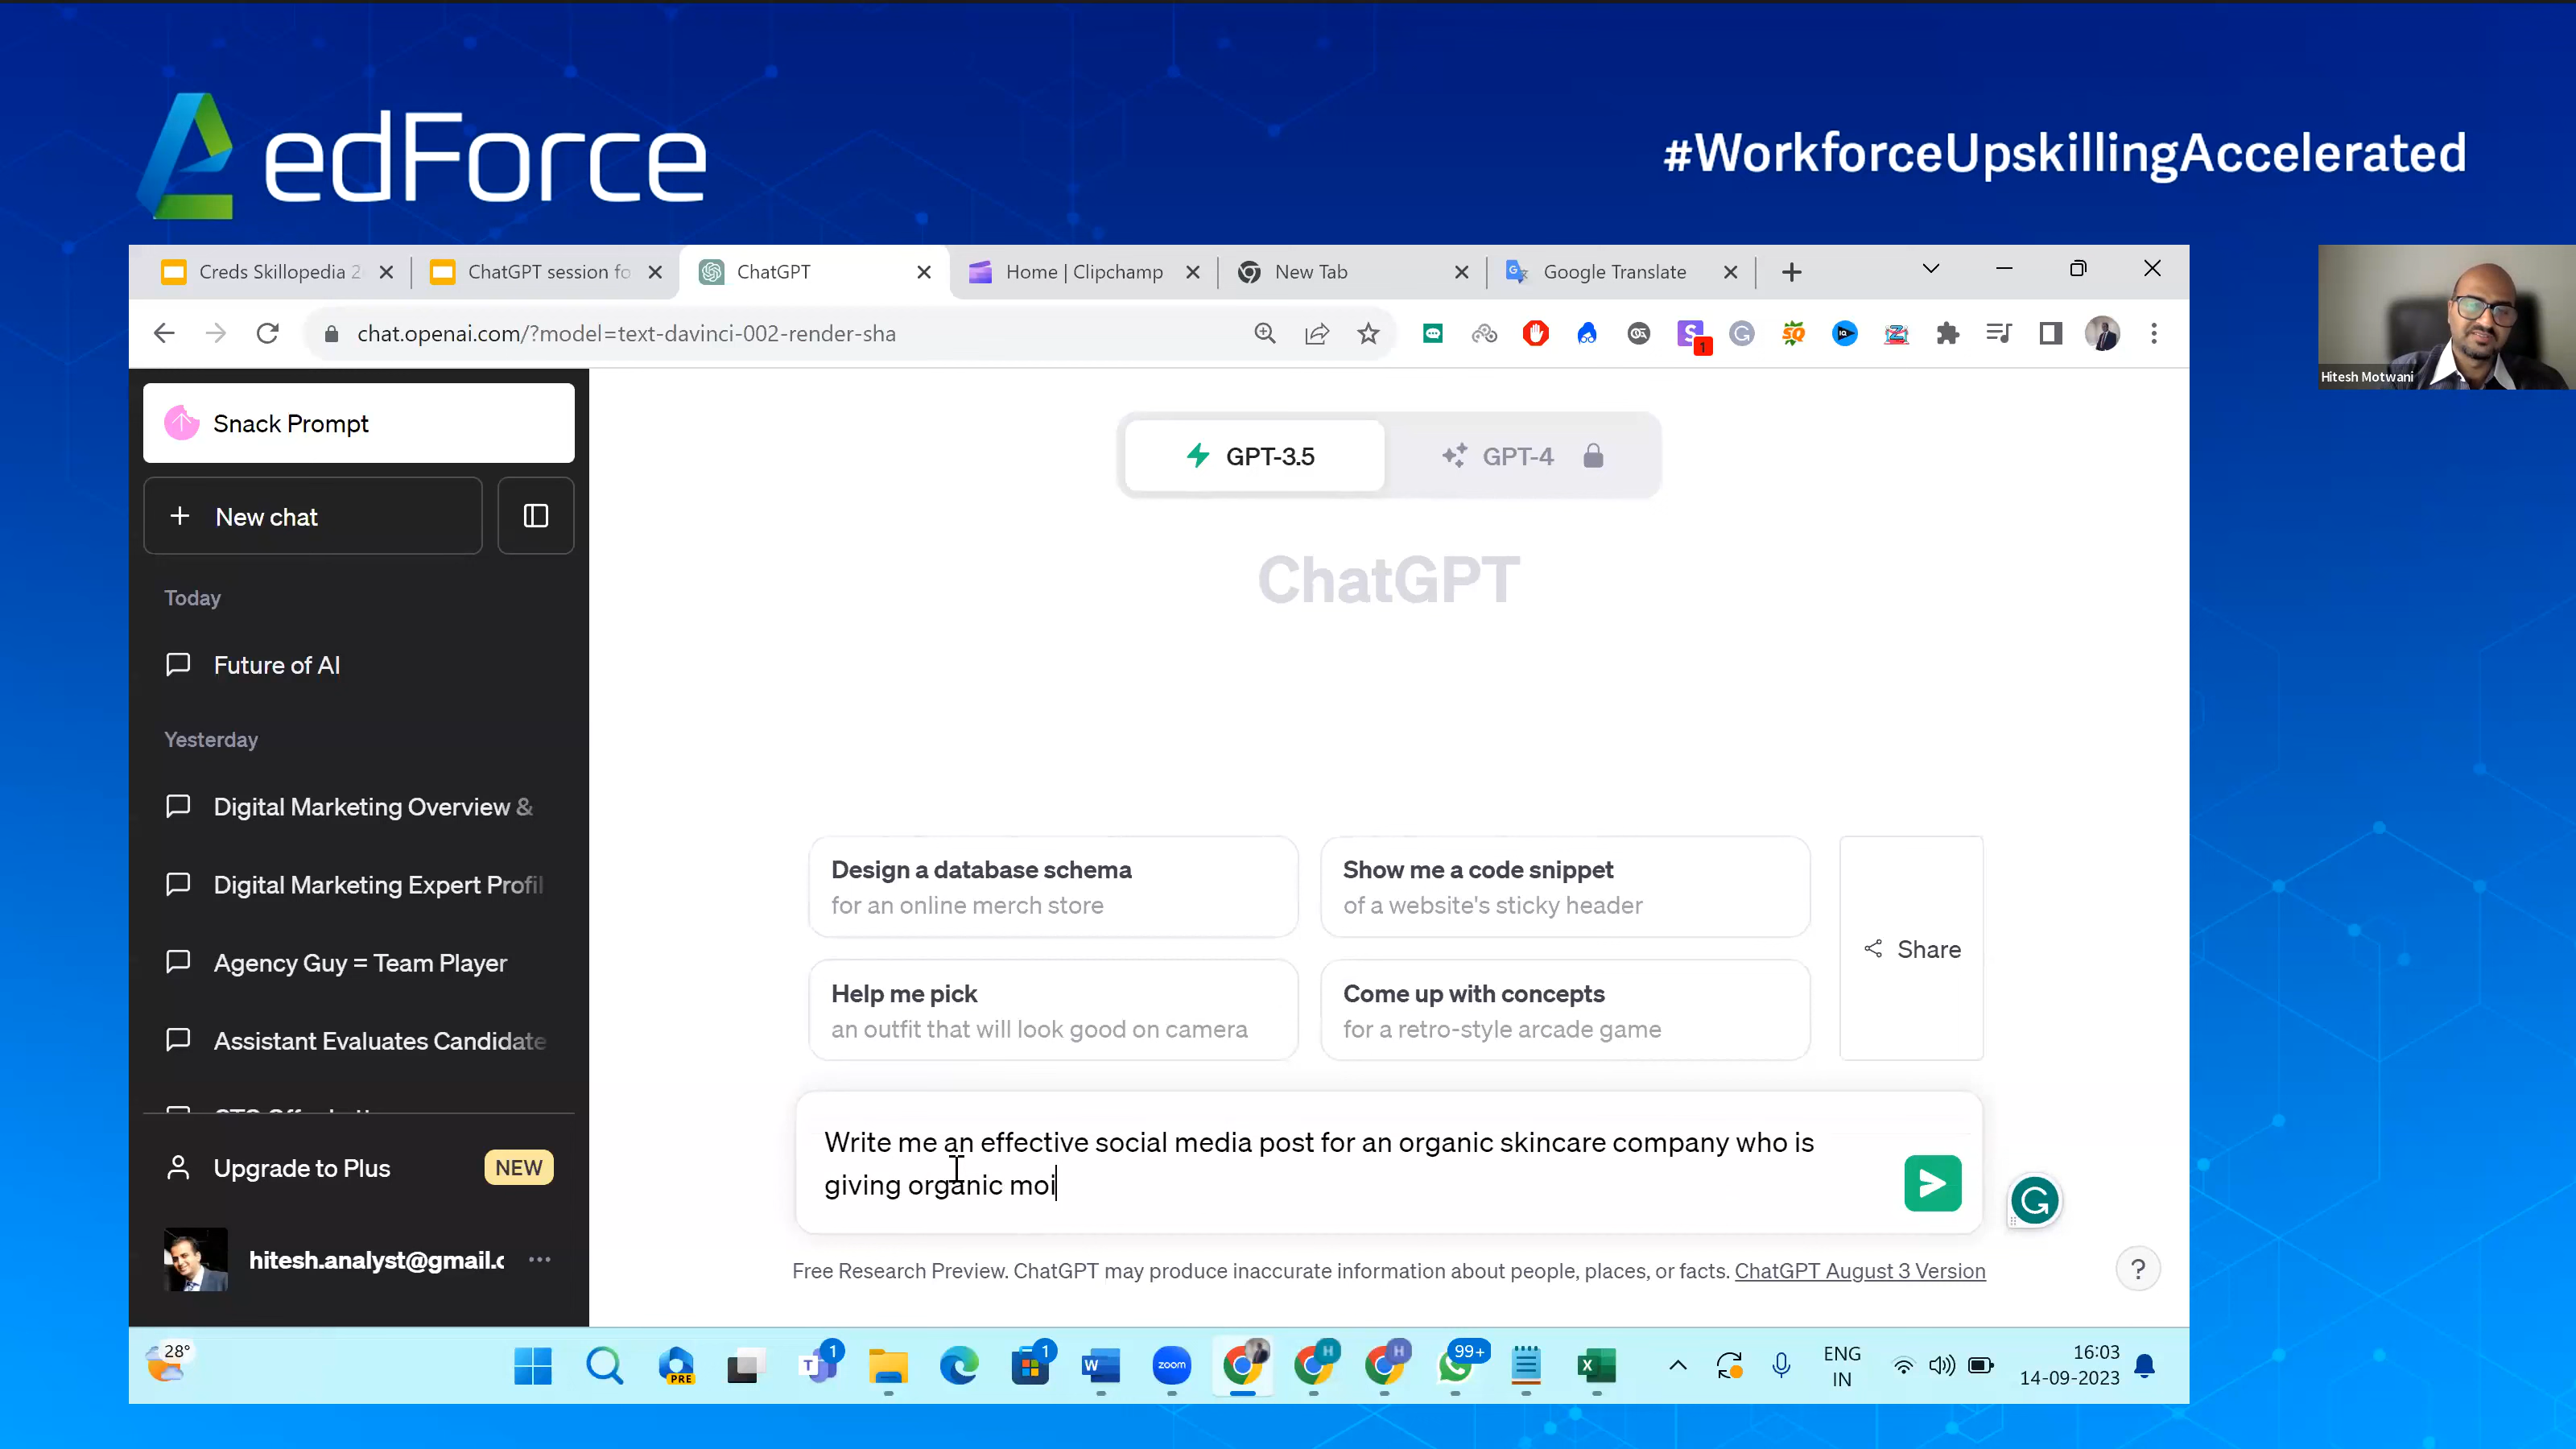 edForce
#WorkforceUpskillingAccelerated
Creds Skillopedia 2
ChatGPT session fo
ChatGPT
Home | Clipchamp
New Tab
Google Translate
chat.openai.com/?model=text-davinci-002-render-sha
1
Hitesh Motwani
Snack Prompt
New chat
Today
Future of AI
Yesterday
Digital Marketing Overview &
Digital Marketing Expert Profil
Agency Guy = Team Player
Assistant Evaluates Candidate
Upgrade to Plus
NEW
hitesh.analyst@gmail.c
GPT-3.5
GPT-4
ChatGPT
Design a database schema
for an online merch store
Show me a code snippet
of a website's sticky header
Help me pick
an outfit that will look good on camera
Come up with concepts
for a retro-style arcade game
Share
Write me an effective social media post for an organic skincare company who is
giving organic moi
Free Research Preview. ChatGPT may produce inaccurate information about people, places, or facts. ChatGPT August 3 Version
?
28°
PRE
1
1
zoom
99+
ENG
IN
16:03
14-09-2023